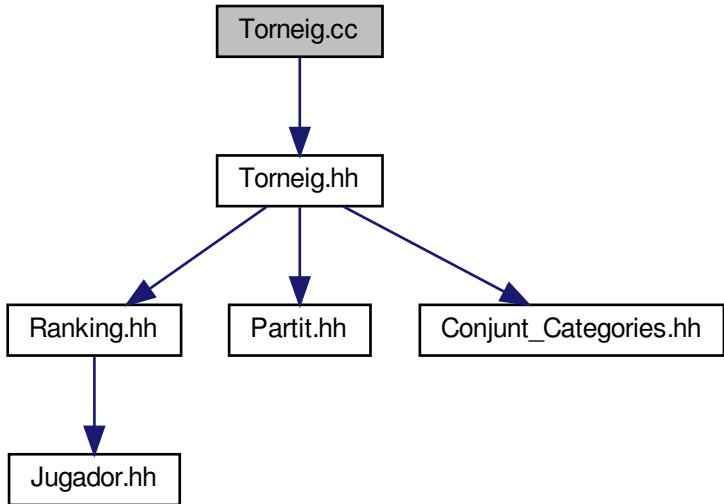 Torneig.cc
Torneig.hh
Ranking.hh
Partit.hh
Conjunt_Categories.hh
Jugador.hh